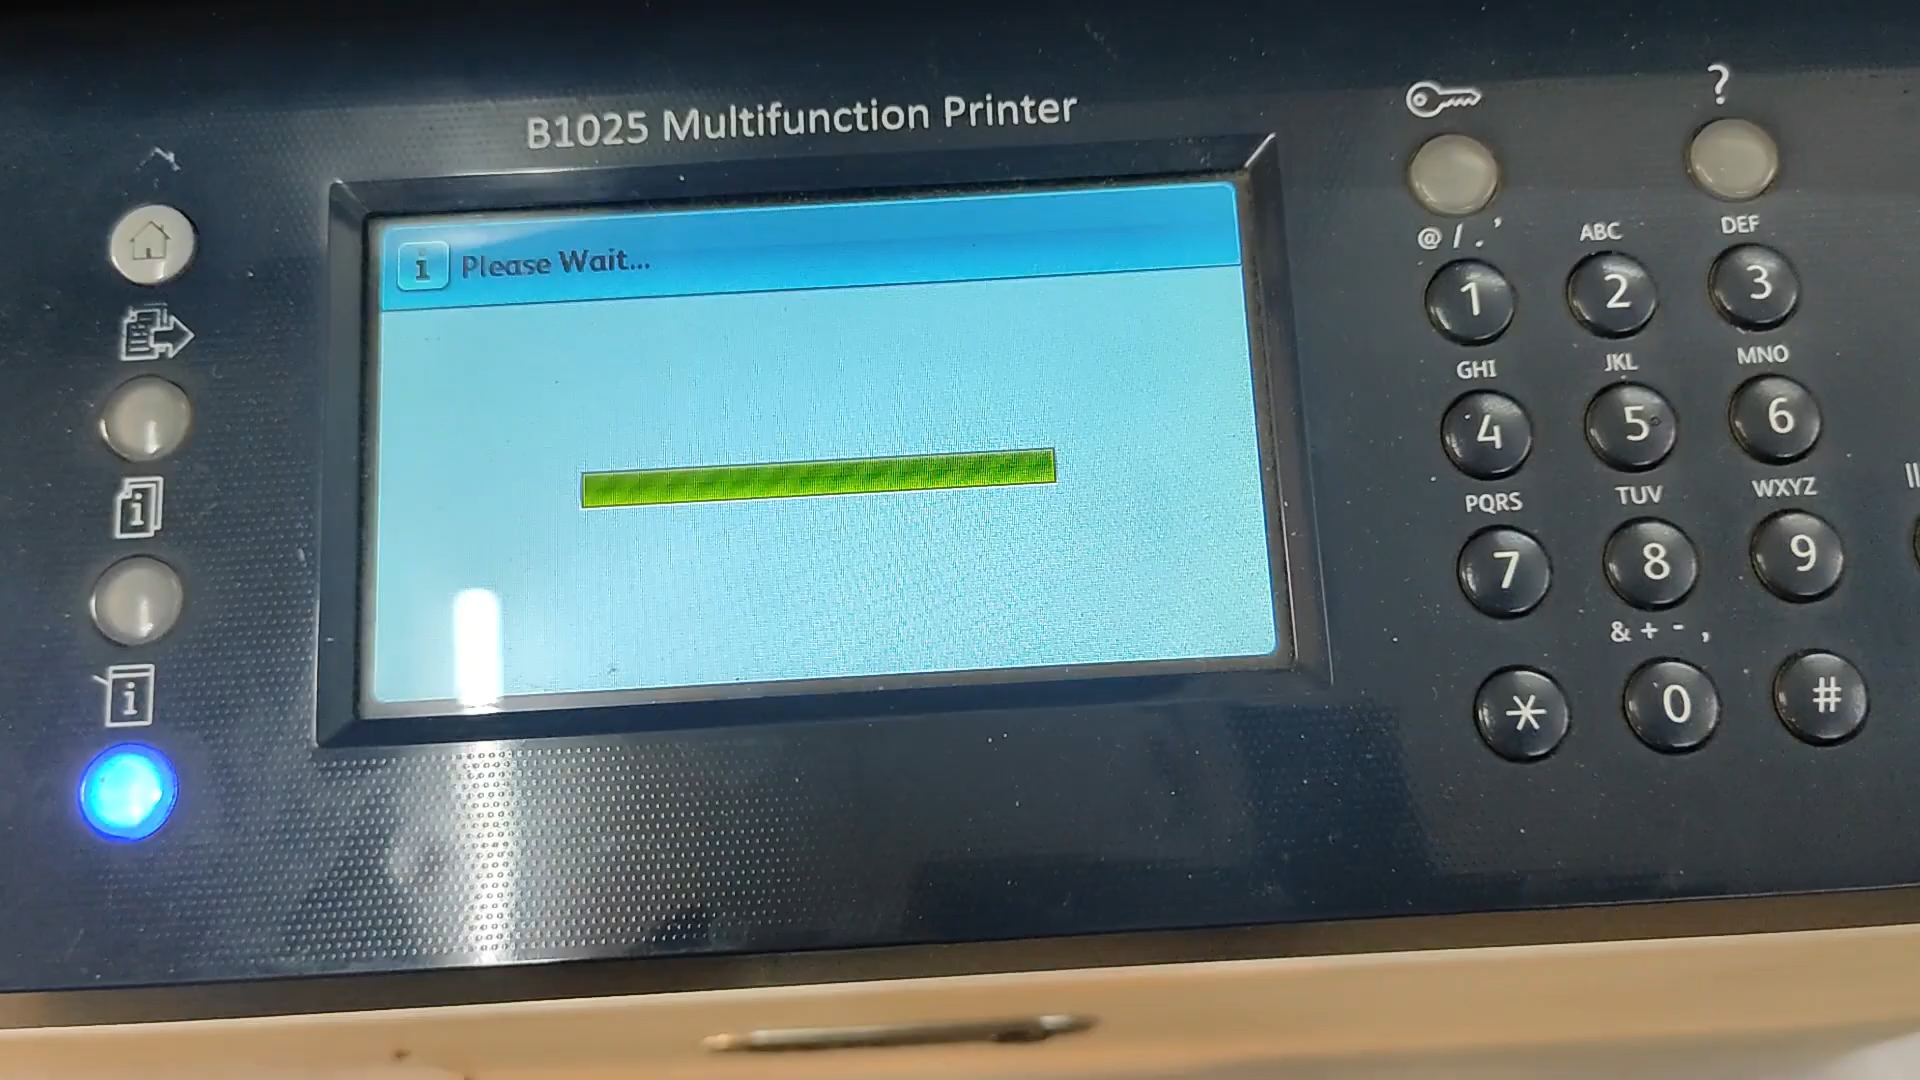 B1025 Multifunction Printer
?
i Please Wait...
@ / . ' ABC DEF
1 2 3
GHI JKL MNO
4 5 6
PQRS TUV WXYZ
7 8 9
& + - ,
* 0 #
i
i